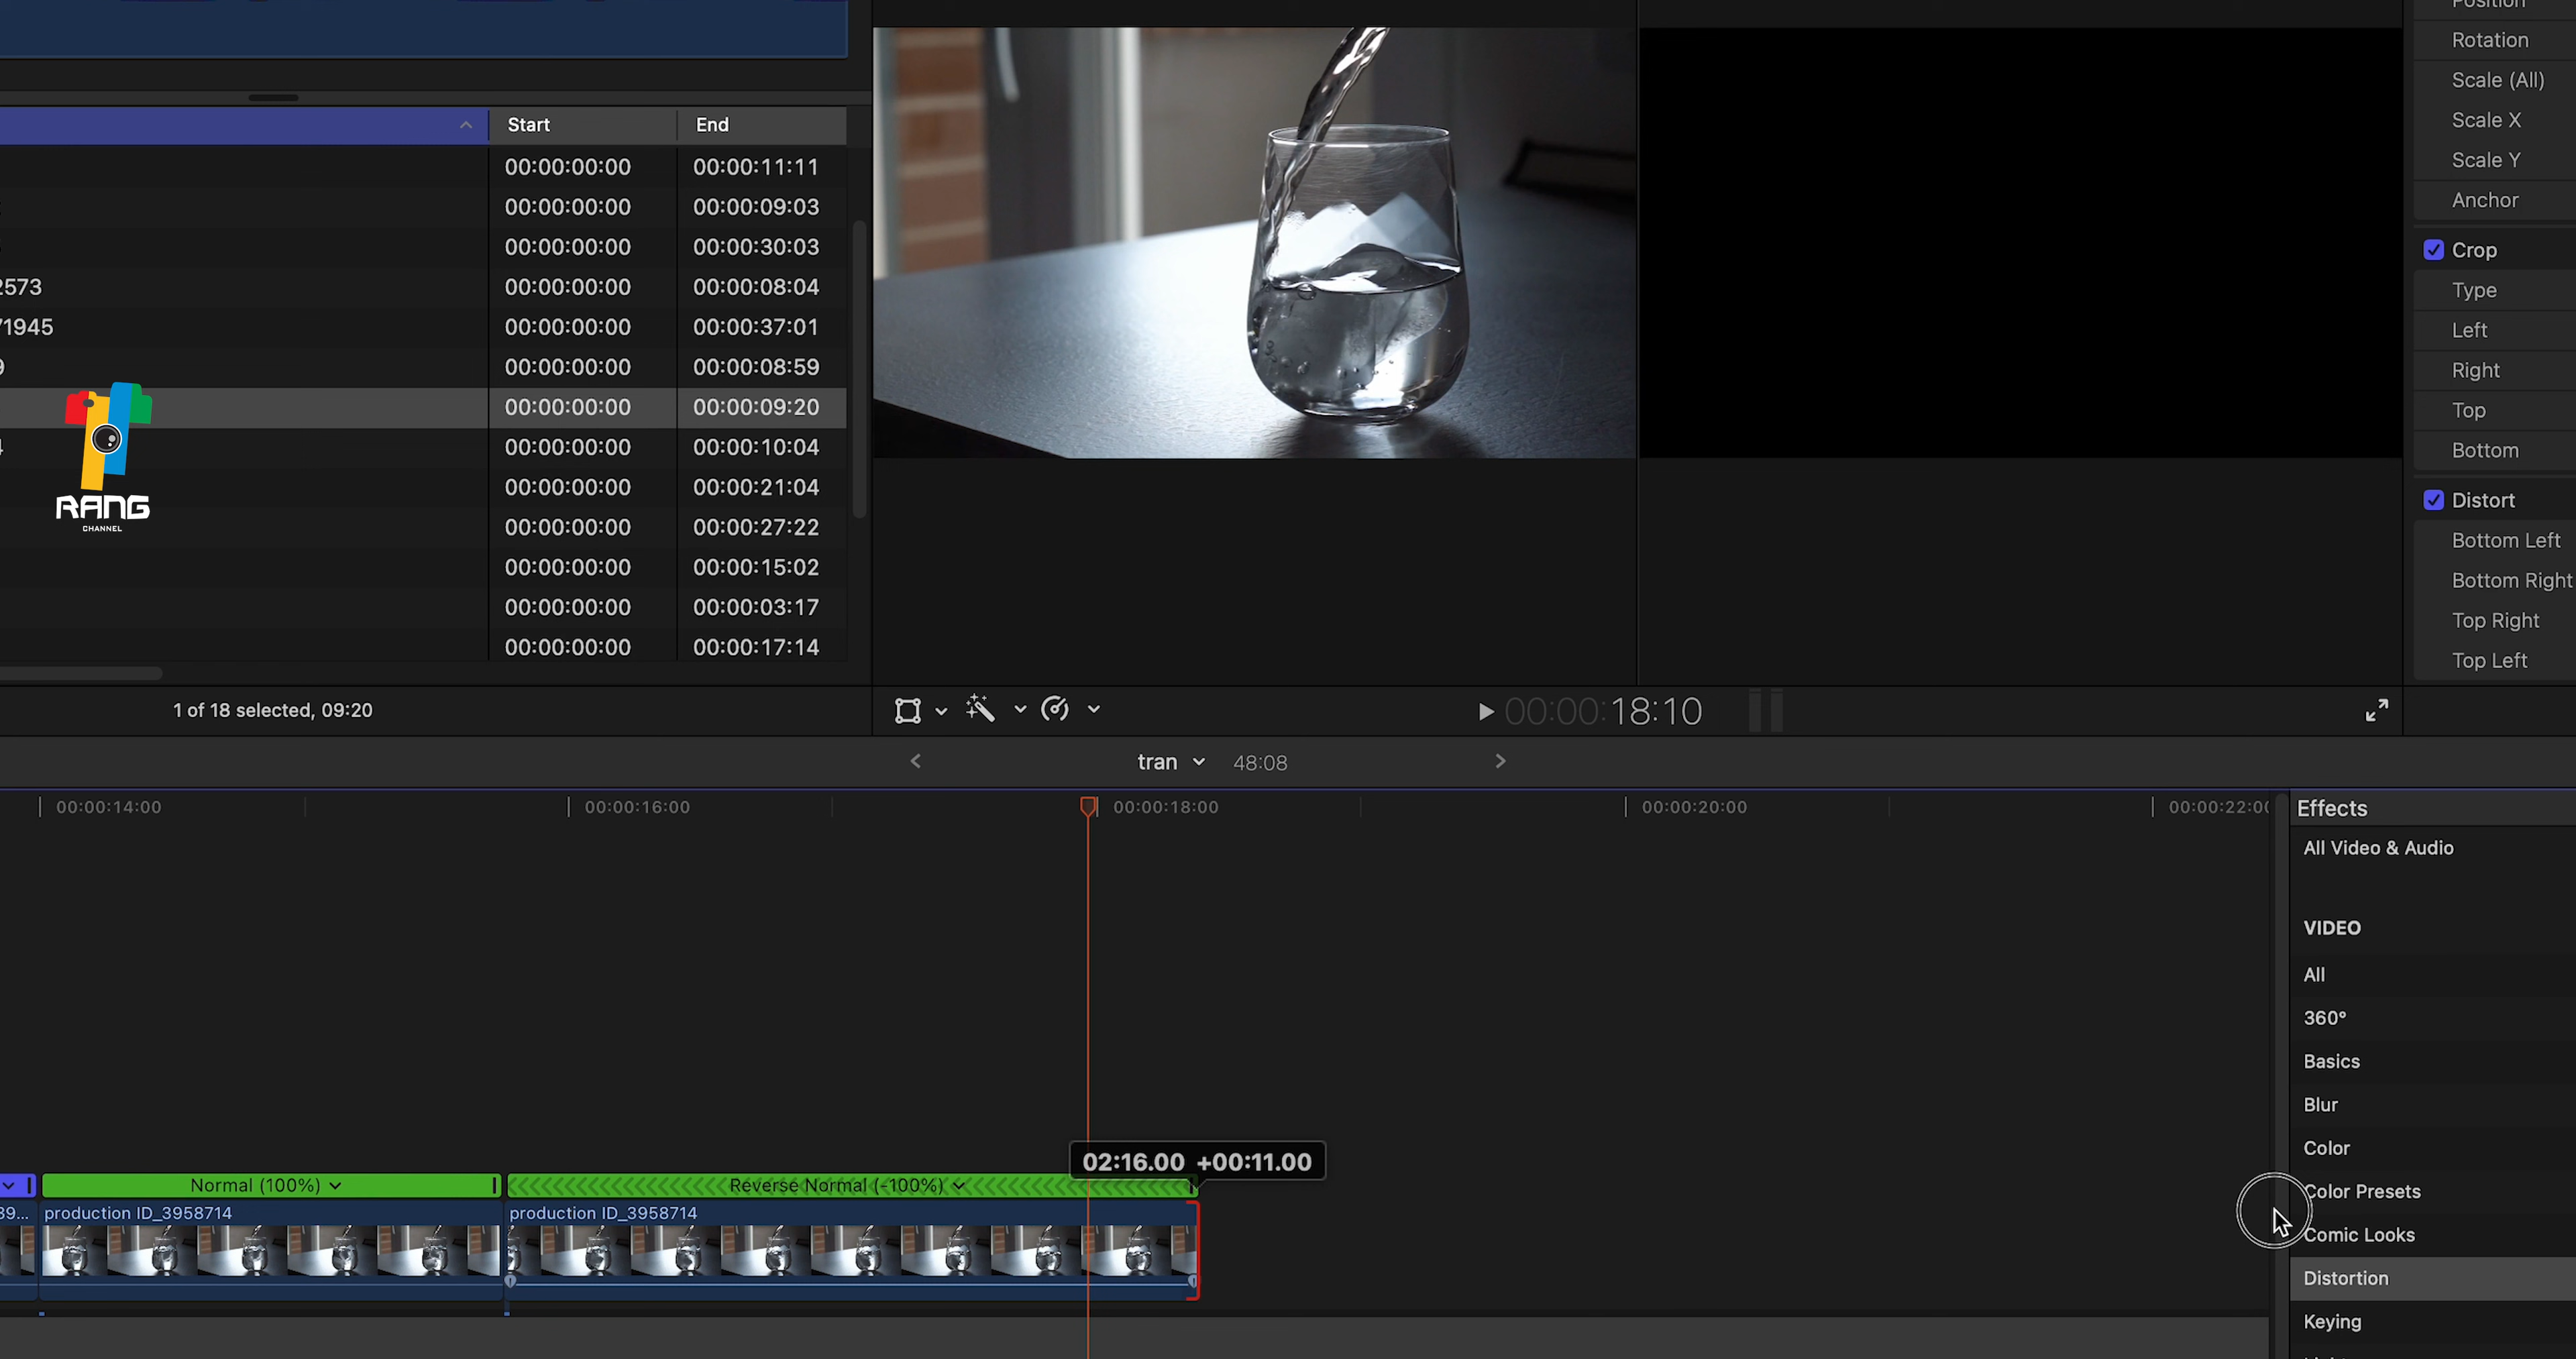 Position
Rotation
Scale (All)
Scale X
Scale Y
Anchor
Crop
Type
Left
Right
Top
Bottom
Distort
Bottom Left
Bottom Right
Top Right
Top Left
Start End
00:00:00:00 00:00:11:11
00:00:00:00 00:00:09:03
00:00:00:00 00:00:30:03
2573 00:00:00:00 00:00:08:04
71945 00:00:00:00 00:00:37:01
9 00:00:00:00 00:00:08:59
00:00:00:00 00:00:09:20
4 00:00:00:00 00:00:10:04
00:00:00:00 00:00:21:04
00:00:00:00 00:00:27:22
00:00:00:00 00:00:15:02
00:00:00:00 00:00:03:17
00:00:00:00 00:00:17:14
RANG
CHANNEL
1 of 18 selected, 09:20
00:00:18:10
tran 48:08
00:00:14:00 00:00:16:00 00:00:18:00 00:00:20:00 00:00:22:00
Effects
All Video & Audio
VIDEO
All
360°
Basics
Blur
Color
Color Presets
Comic Looks
Distortion
Keying
02:16.00 +00:11.00
Normal (100%) Reverse Normal (-100%)
39... production ID_3958714 production ID_3958714